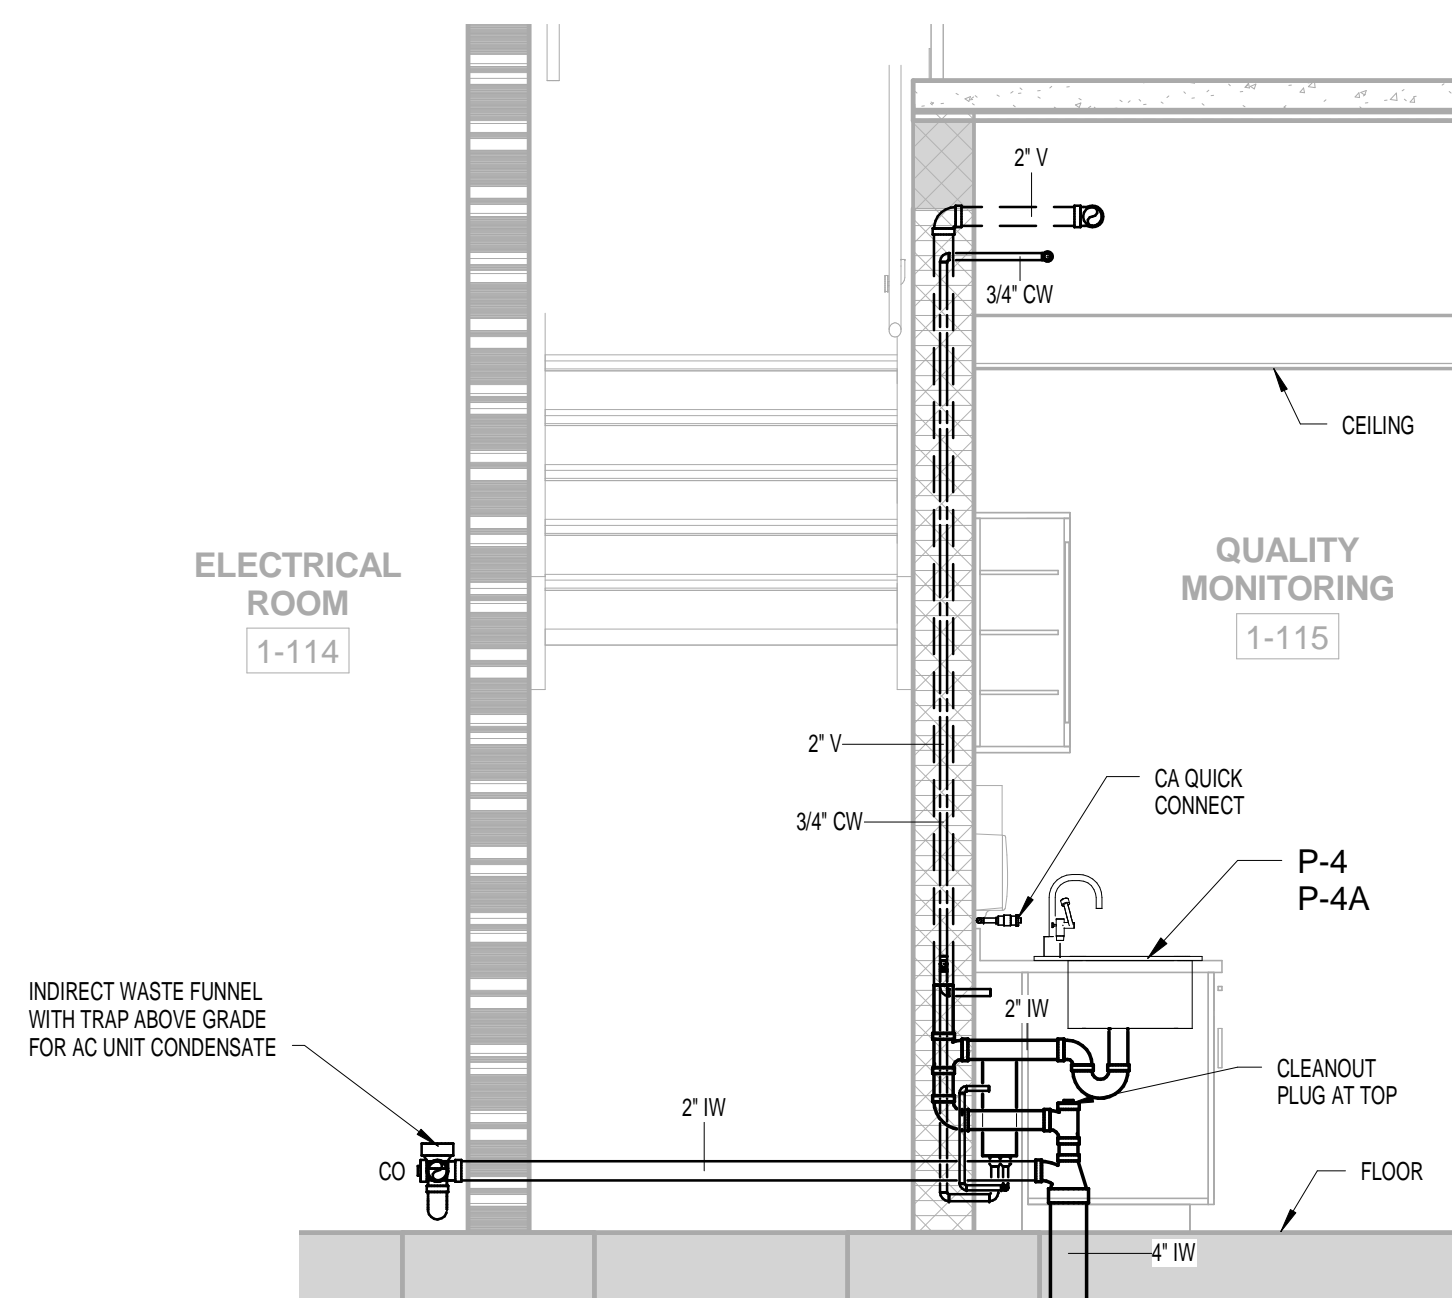 2" V
3/4" CW
CEILING
ELECTRICAL
ROOM
1-114
QUALITY
MONITORING
1-115
2" V
3/4" CW
CA QUICK
CONNECT
P-4
P-4A
INDIRECT WASTE FUNNEL
WITH TRAP ABOVE GRADE
FOR AC UNIT CONDENSATE
2" IW
CLEANOUT
PLUG AT TOP
2" IW
CO
FLOOR
4" IW